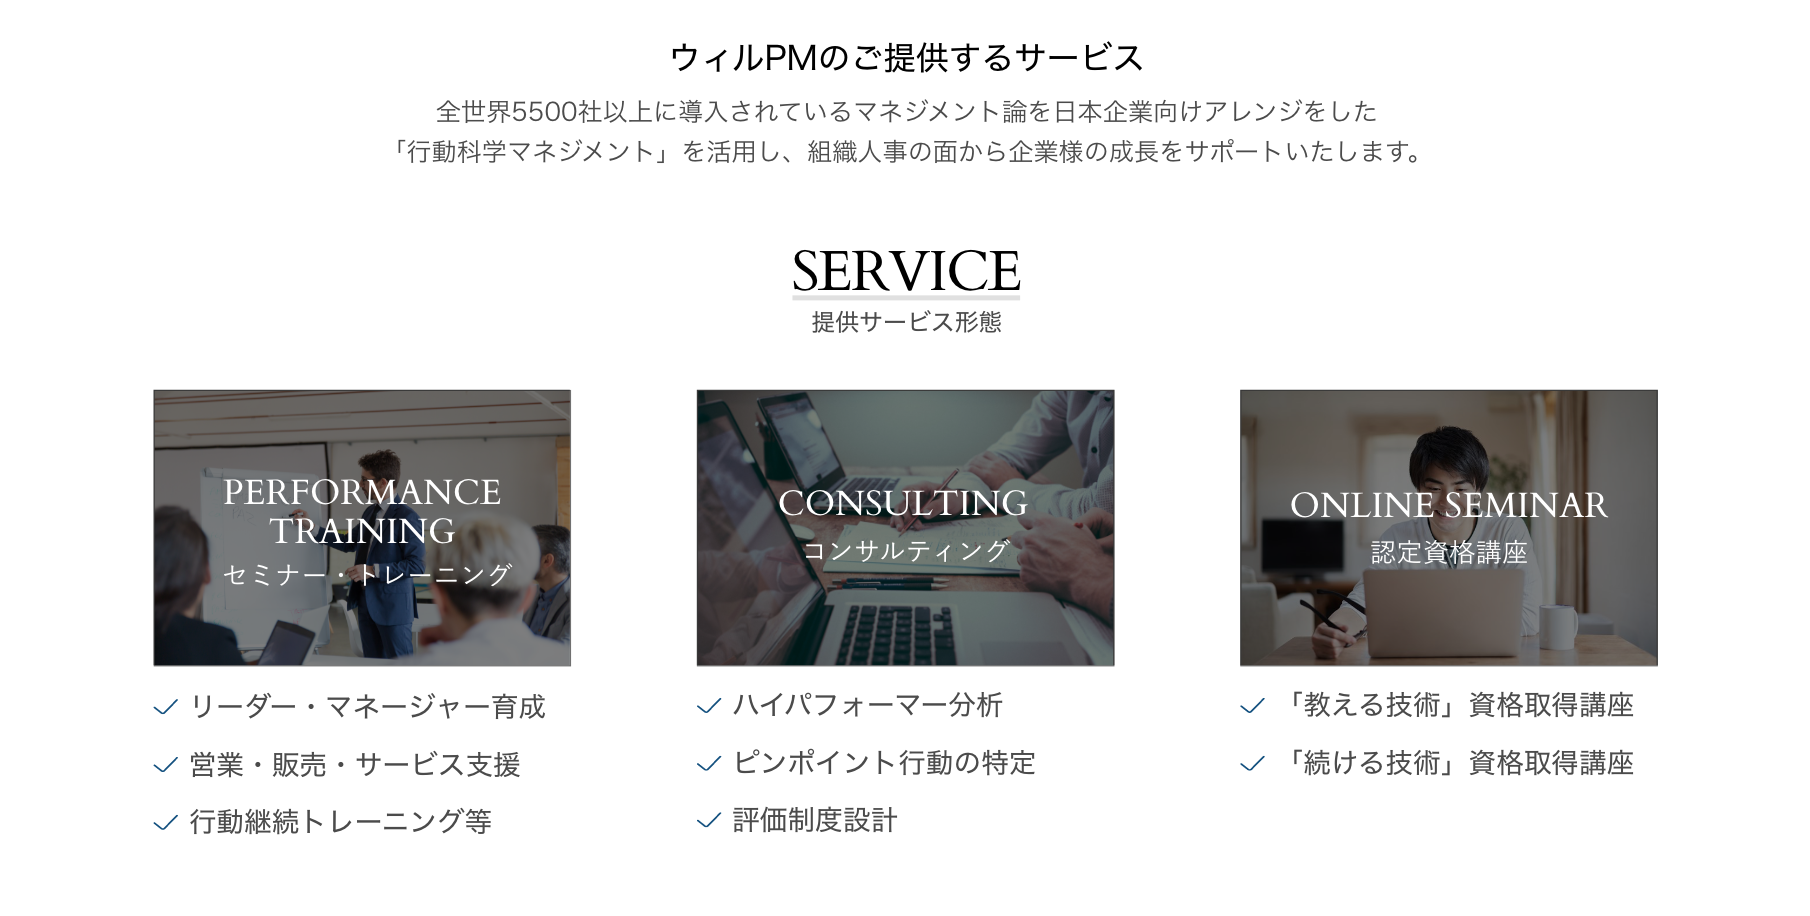 ウィルPMのご提供するサービス
全世界5500社以上に導入されているマネジメント論を日本企業向けアレンジをした
「行動科学マネジメント」を活用し、組織人事の面から企業様の成長をサポートいたします。
SERVICE
提供サービス形態
PERFORMANCE
TRAINING
セミナー・トレーニング
リーダー・マネージャー育成
営業・販売・サービス支援
行動継続トレーニング等
CONSULTING
コンサルティング
ハイパフォーマー分析
ピンポイント行動の特定
評価制度設計
ONLINE SEMINAR
認定資格講座
「教える技術」資格取得講座
「続ける技術」資格取得講座